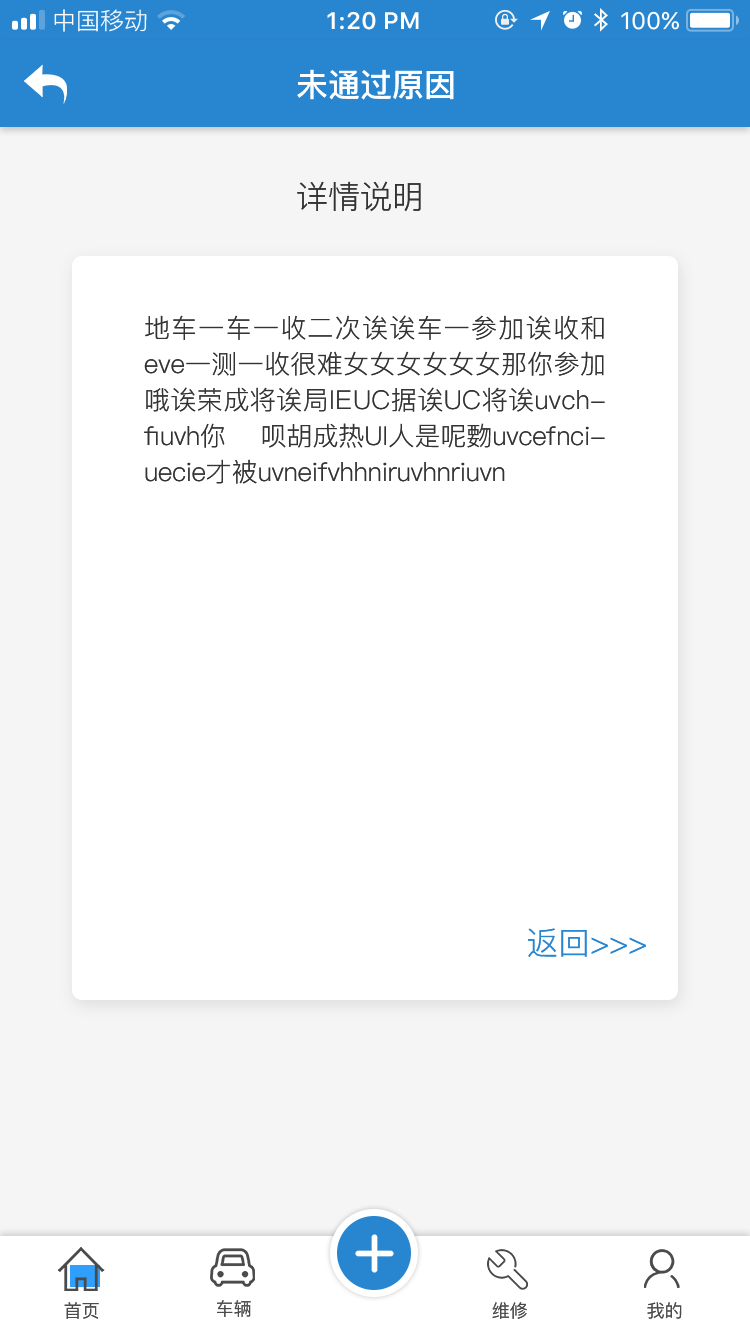 中国移动 1:20 PM 100%
未通过原因
详情说明
地车一车一收二次诶诶车一参加诶收和
eve一测一收很难女女女女女女那你参加
哦诶荣成将诶局IEUC据诶UC将诶uvch-
fiuvh你 呗胡成热UI人是呢覅uvcefnci-
uecie才被uvneifvhhniruvhnriuvn
返回>>>
首页 车辆 维修 我的